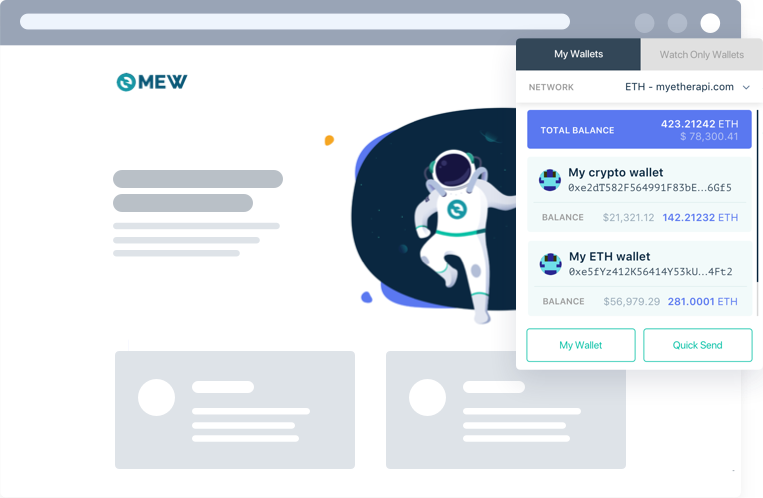 My Wallets
Watch Only Wallets
NETWORK
ETH - myetherapi.com
MEW
TOTAL BALANCE
423.21242 ETH
$ 78,300.41
My crypto wallet
0xe2dT582F564991F83bE...6Gf5
BALANCE $21,321.12 142.21232 ETH
My ETH wallet
0xe5fYz412K56414Y53kU...4Ft2
BALANCE $56,979.29 281.0001 ETH
My Wallet
Quick Send